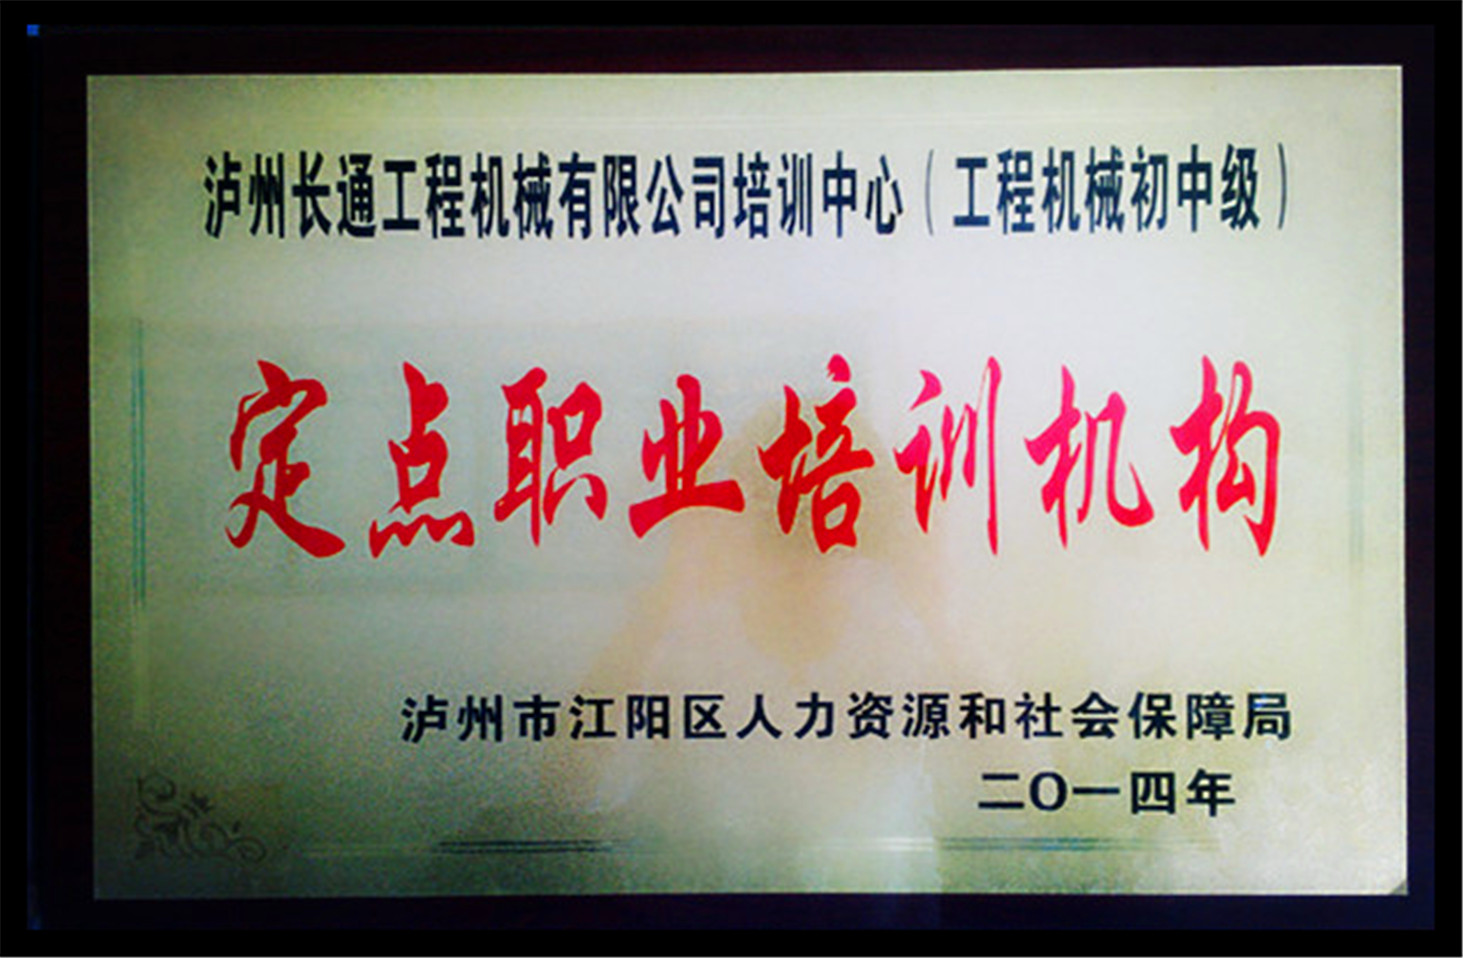 泸州长通工程机械有限公司培训中心（工程机械初中级）
定点职业培训机构
泸州市江阳区人力资源和社会保障局
二〇一四年